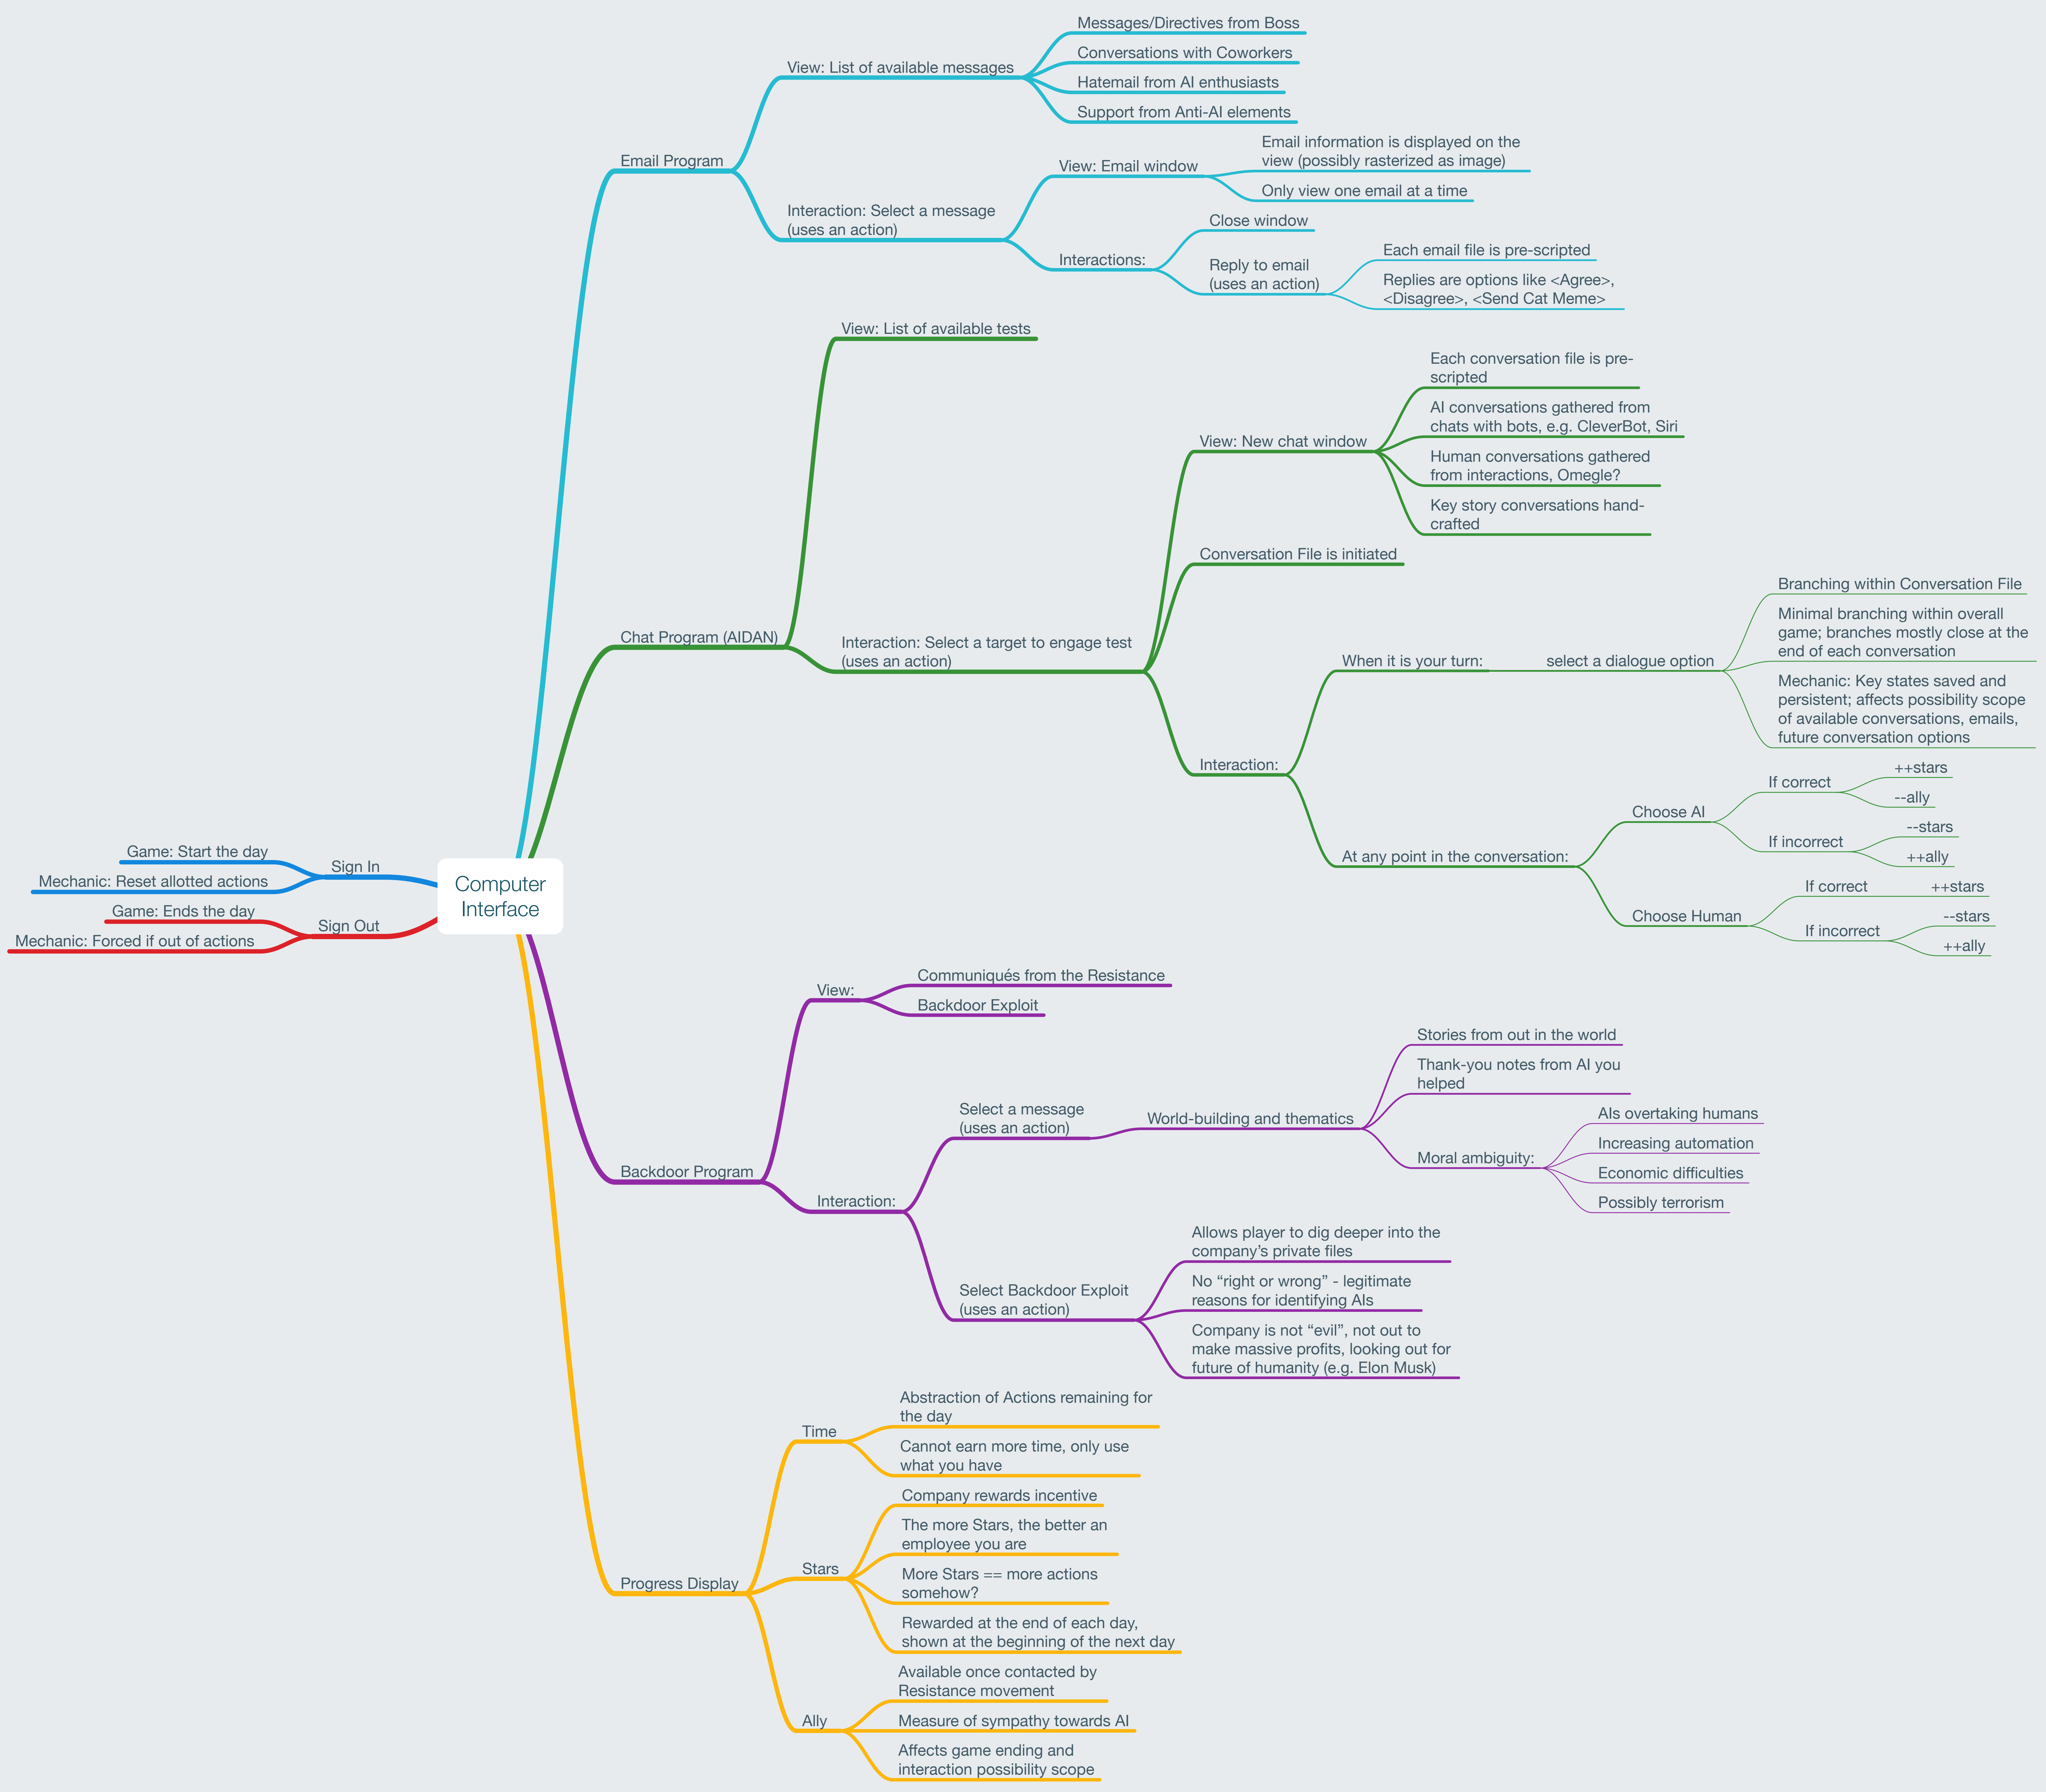 Computer
Interface
Sign In
Game: Start the day
Mechanic: Reset allotted actions
Sign Out
Game: Ends the day
Mechanic: Forced if out of actions
Email Program
View: List of available messages
Messages/Directives from Boss
Conversations with Coworkers
Hatemail from AI enthusiasts
Support from Anti-AI elements
Interaction: Select a message
(uses an action)
View: Email window
Email information is displayed on the
view (possibly rasterized as image)
Only view one email at a time
Interactions:
Close window
Reply to email
(uses an action)
Each email file is pre-scripted
Replies are options like <Agree>,
<Disagree>, <Send Cat Meme>
Chat Program (AIDAN)
View: List of available tests
Interaction: Select a target to engage test
(uses an action)
View: New chat window
Each conversation file is pre-
scripted
AI conversations gathered from
chats with bots, e.g. CleverBot, Siri
Human conversations gathered
from interactions, Omegle?
Key story conversations hand-
crafted
Conversation File is initiated
Interaction:
When it is your turn:
select a dialogue option
Branching within Conversation File
Minimal branching within overall
game; branches mostly close at the
end of each conversation
Mechanic: Key states saved and
persistent; affects possibility scope
of available conversations, emails,
future conversation options
At any point in the conversation:
Choose AI
If correct
++stars
--ally
If incorrect
--stars
++ally
Choose Human
If correct
++stars
If incorrect
--stars
++ally
Backdoor Program
View:
Communiqués from the Resistance
Backdoor Exploit
Interaction:
Select a message
(uses an action)
World-building and thematics
Stories from out in the world
Thank-you notes from AI you
helped
Moral ambiguity:
AIs overtaking humans
Increasing automation
Economic difficulties
Possibly terrorism
Select Backdoor Exploit
(uses an action)
Allows player to dig deeper into the
company’s private files
No “right or wrong” - legitimate
reasons for identifying AIs
Company is not “evil”, not out to
make massive profits, looking out for
future of humanity (e.g. Elon Musk)
Progress Display
Time
Abstraction of Actions remaining for
the day
Cannot earn more time, only use
what you have
Stars
Company rewards incentive
The more Stars, the better an
employee you are
More Stars == more actions
somehow?
Rewarded at the end of each day,
shown at the beginning of the next day
Ally
Available once contacted by
Resistance movement
Measure of sympathy towards AI
Affects game ending and
interaction possibility scope